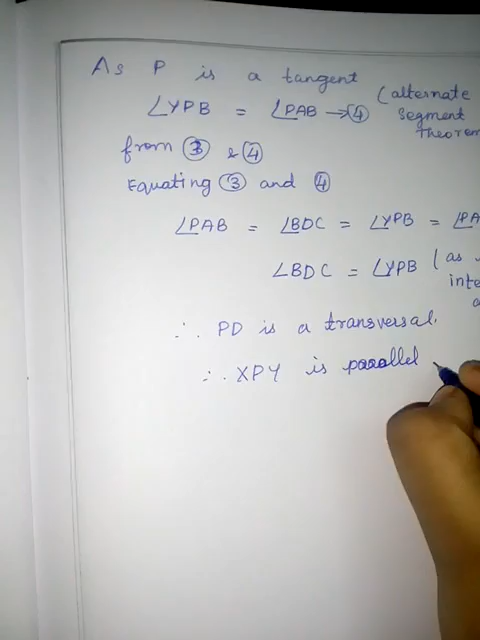 As P is a tangent
∠YPB = ∠PAB → ④ (alternate
segment
theorem
from ③ & ④
Equating ③ and ④
∠PAB = ∠BDC = ∠YPB = ∠PA
∠BDC = ∠YPB (as
inte
∴ PD is a transversal.
∴ XPY is parallel